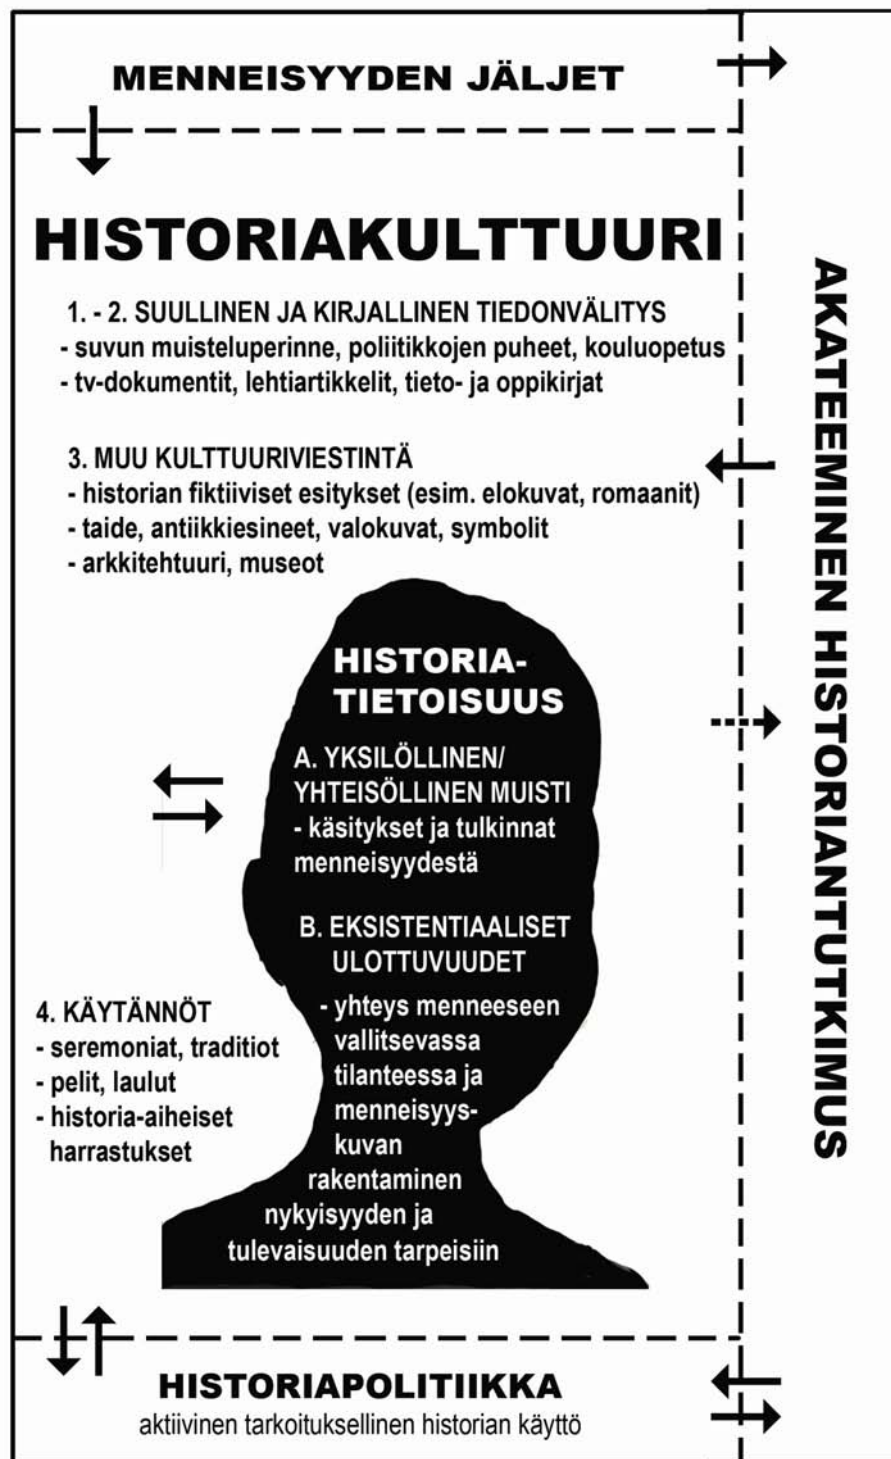 MENNEISYYDEN JÄLJET
HISTORIAKULTTUURI
1. - 2. SUULLINEN JA KIRJALLINEN TIEDONVÄLITYS
- suvun muisteluperinne, poliitikkojen puheet, kouluopetus
- tv-dokumentit, lehtiartikkelit, tieto- ja oppikirjat
3. MUU KULTTUURIVIESTINTÄ
- historian fiktiiviset esitykset (esim. elokuvat, romaanit)
- taide, antiikkiesineet, valokuvat, symbolit
- arkkitehtuuri, museot
HISTORIA-
TIETOISUUS
A. YKSILÖLLINEN/
YHTEISÖLLINEN MUISTI
- käsitykset ja tulkinnat
menneisyydestä
B. EKSISTENTIAALISET
ULOTTUVUUDET
- yhteys menneeseen
vallitsevassa
tilanteessa ja
menneisyys-
kuvan
rakentaminen
nykyisyyden ja
tulevaisuuden tarpeisiin
4. KÄYTÄNNÖT
- seremoniat, traditiot
- pelit, laulut
- historia-aiheiset
harrastukset
HISTORIAPOLITIIKKA
aktiivinen tarkoituksellinen historian käyttö
AKATEEMINEN HISTORIANTUTKIMUS